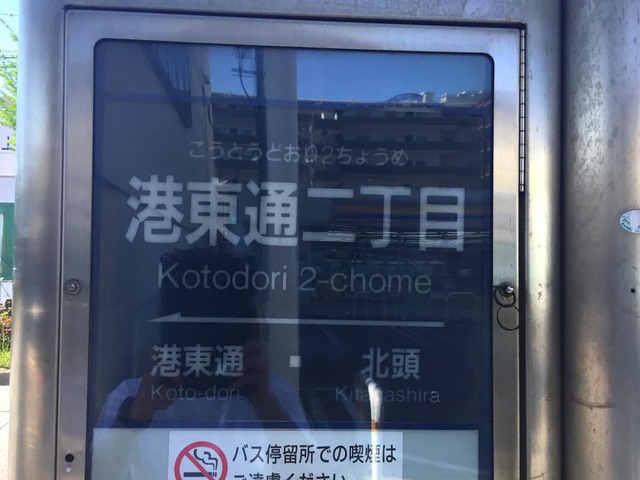 こうとうどおり2ちょうめ
港東通二丁目
Kotodori 2-chome
港東通
北頭
Koto-dori
Kitagashira
バス停留所での喫煙は
ご遠慮ください